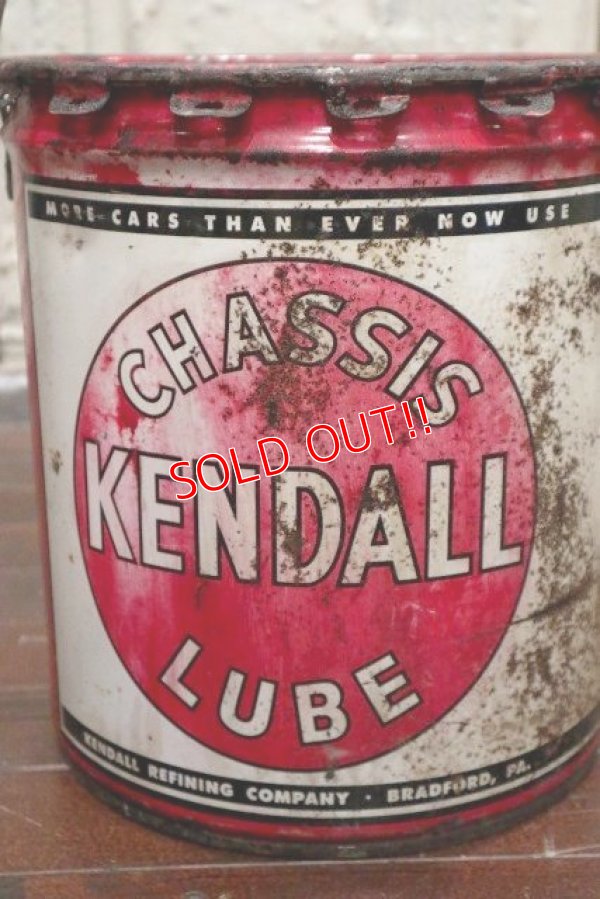 MORE CARS THAN EVER NOW USE
CHASSIS
KENDALL
SOLD OUT!!
LUBE
KENDALL REFINING COMPANY · BRADFORD, PA.